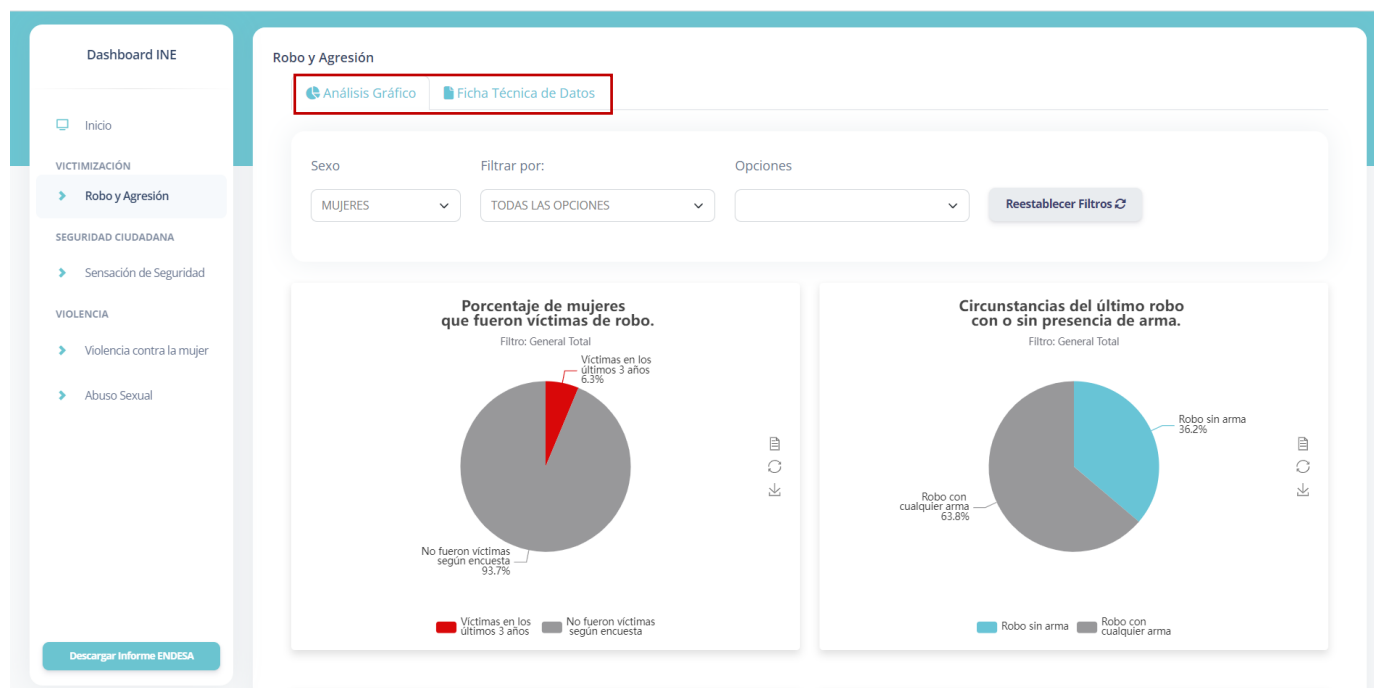 Dashboard INE
Inicio
VICTIMIZACIÓN
Robo y Agresión
SEGURIDAD CIUDADANA
Sensación de Seguridad
VIOLENCIA
Violencia contra la mujer
Abuso Sexual
Descargar Informe ENDESA
Robo y Agresión
Análisis Gráfico
Ficha Técnica de Datos
Sexo
Filtrar por:
Opciones
MUJERES
TODAS LAS OPCIONES
Reestablecer Filtros
Porcentaje de mujeres
que fueron víctimas de robo.
Filtro: General Total
Víctimas en los
últimos 3 años
6.3%
No fueron víctimas
según encuesta
93.7%
Víctimas en los
últimos 3 años
No fueron víctimas
según encuesta
Circunstancias del último robo
con o sin presencia de arma.
Filtro: General Total
Robo sin arma
36.2%
Robo con
cualquier arma
63.8%
Robo sin arma
Robo con
cualquier arma